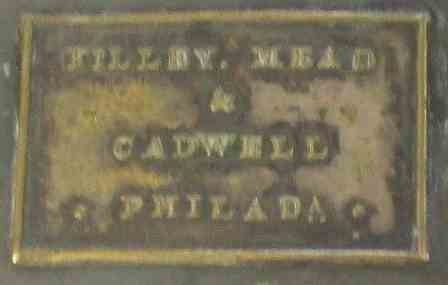 FILLEY, MEAD
&
CADWELL
• PHILADA •